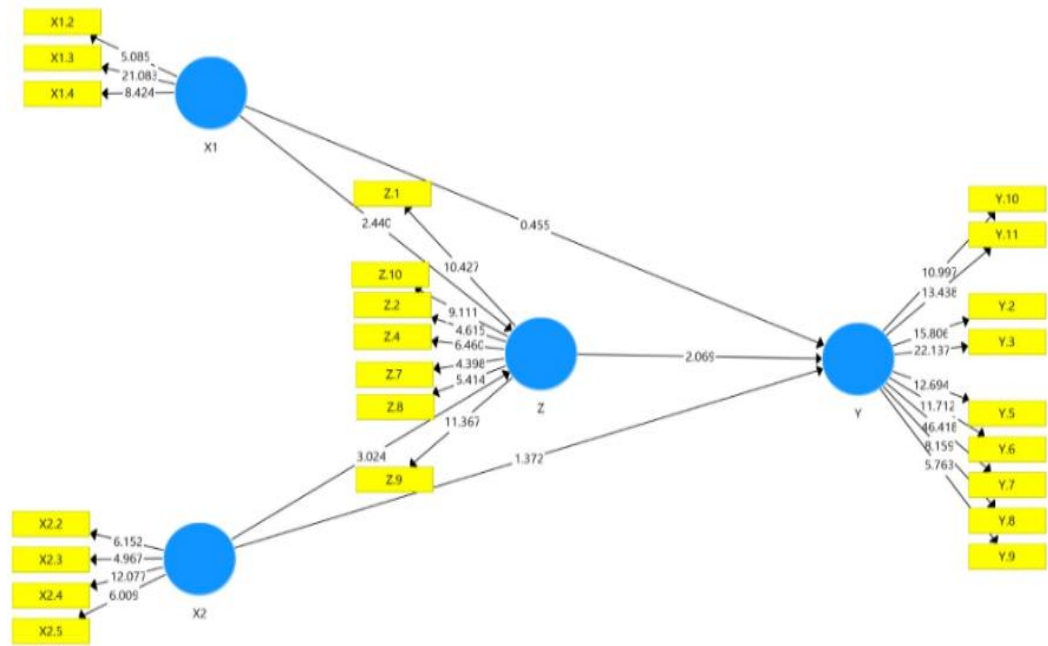 X1.2
X1.3
X1.4
5.085
21.083
8.424
X1
Z.1
2.440
0.455
10.427
Z.10
Z.2
Z.4
Z.7
Z.8
Z.9
9.111
4.615
6.460
4.398
5.414
11.367
Z
2.069
3.024
1.372
Y.10
Y.11
Y.2
Y.3
Y.5
Y.6
Y.7
Y.8
Y.9
10.997
13.438
15.806
22.137
12.694
11.712
46.418
8.159
5.763
Y
X2.2
X2.3
X2.4
X2.5
6.152
4.967
12.077
6.009
X2